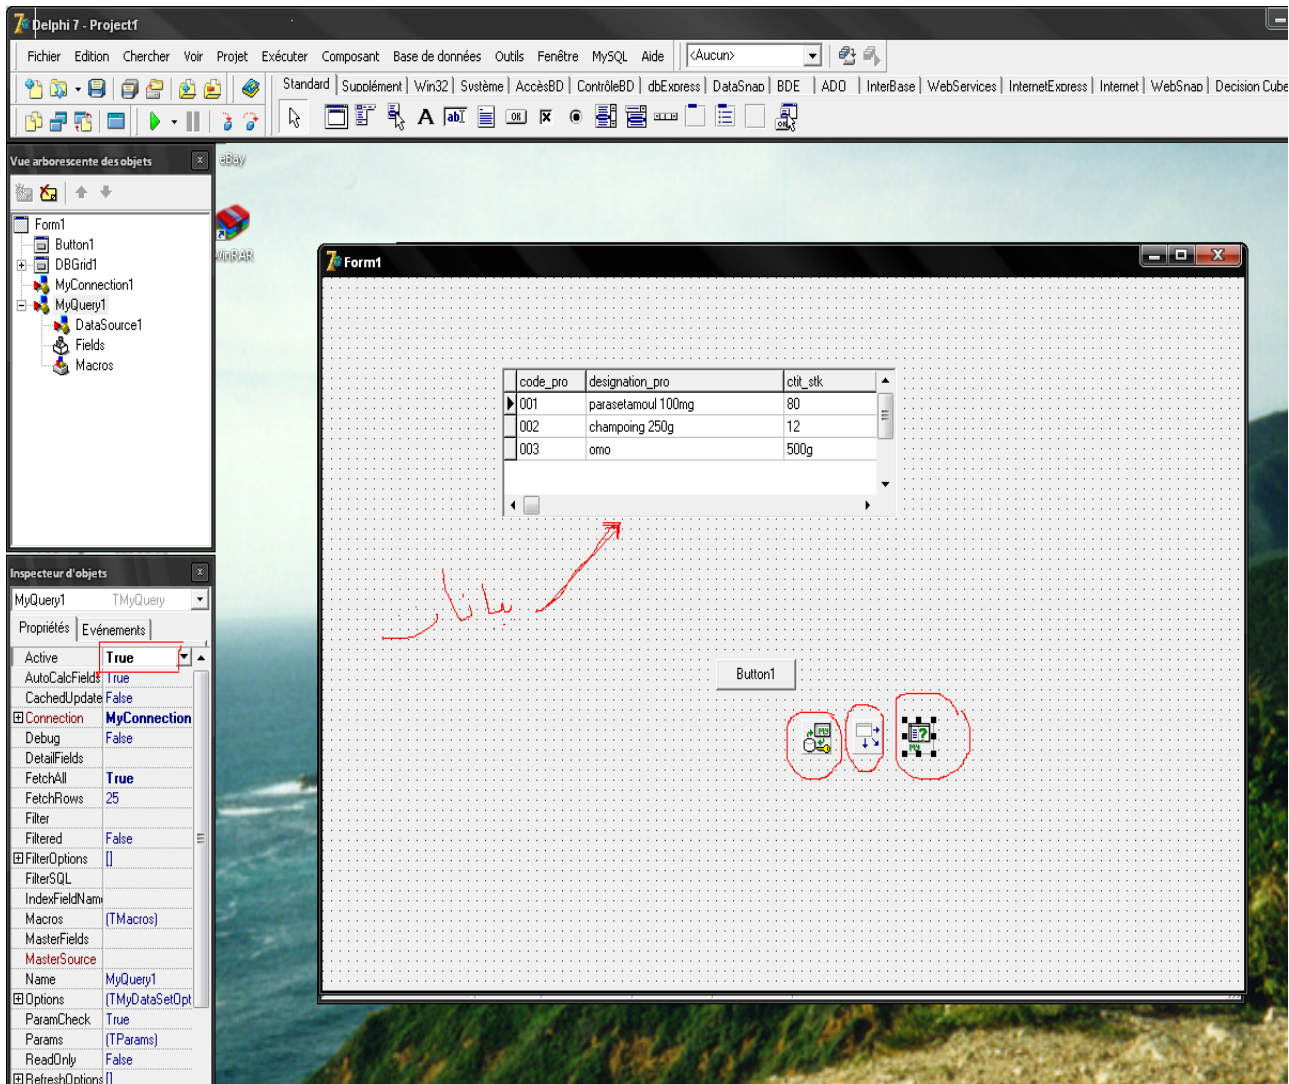 Delphi 7 - Project1
Fichier Edition Chercher Voir Projet Exécuter Composant Base de données Outils Fenêtre MySQL Aide <Aucun>
Standard Supplément Win32 Système AccèsBD ContrôleBD dbExpress DataSnap BDE ADO InterBase WebServices InternetExpress Internet WebSnap Decision Cube
Vue arborescente des objets
eBay
Form1
Button1
DBGrid1
MyConnection1
MyQuery1
DataSource1
Fields
Macros
WinRAR
Form1
code_pro designation_pro ctit_stk
001 parasetamoul 100mg 80
002 champoing 250g 12
003 omo 500g
بيانات
Button1
Inspecteur d'objets
MyQuery1 TMyQuery
Propriétés Evénements
Active True
AutoCalcFields True
CachedUpdate False
Connection MyConnection
Debug False
DetailFields
FetchAll True
FetchRows 25
Filter
Filtered False
FilterOptions []
FilterSQL
IndexFieldNam
Macros (TMacros)
MasterFields
MasterSource
Name MyQuery1
Options (TMyDataSetOpt
ParamCheck True
Params (TParams)
ReadOnly False
RefreshOptions []